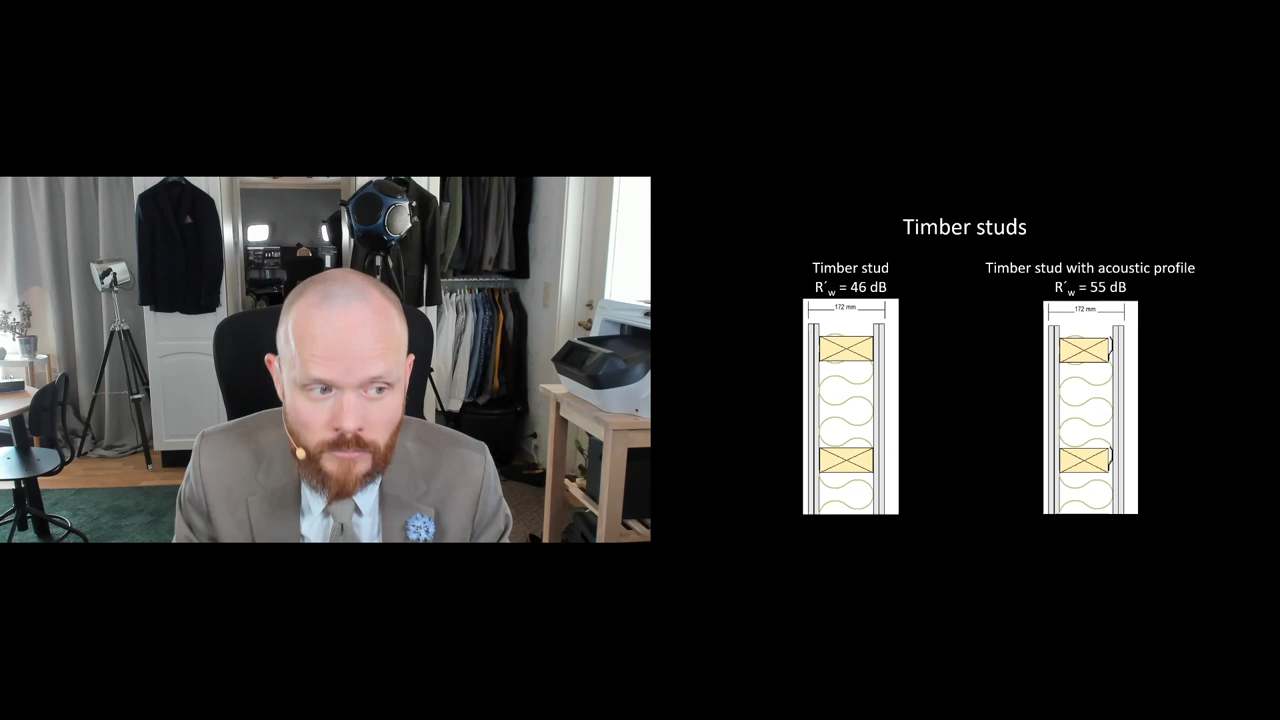 Timber studs
Timber stud
R´w = 46 dB
Timber stud with acoustic profile
R´w = 55 dB
172 mm
172 mm